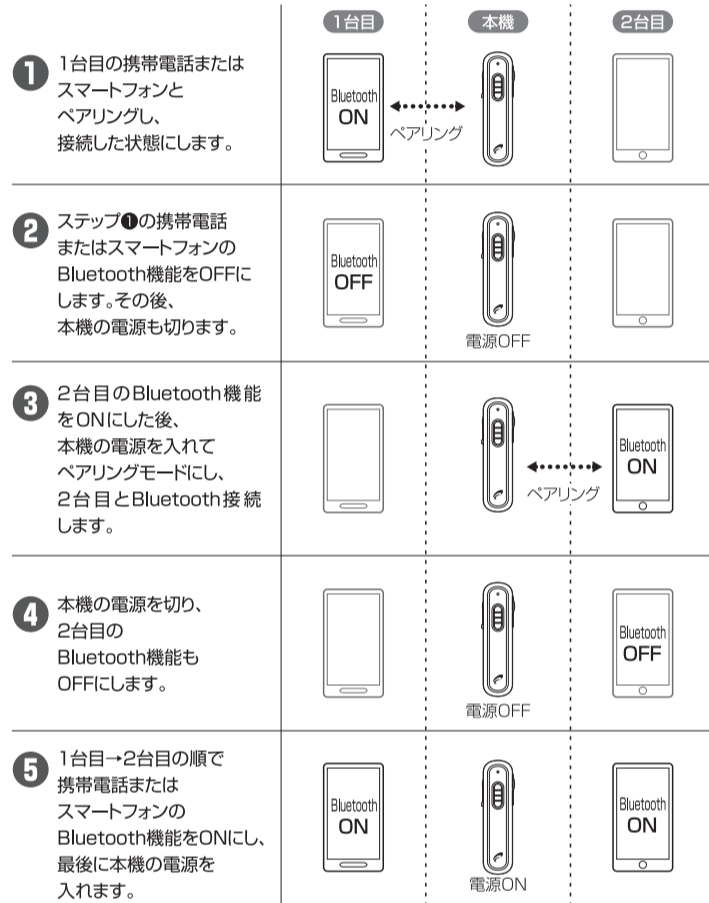 1台目
本機
2台目
❶ 1台目の携帯電話または
スマートフォンと
ペアリングし、
接続した状態にします。
Bluetooth
ON
ペアリング
❷ ステップ❶の携帯電話
またはスマートフォンの
Bluetooth機能をOFFに
します。その後、
本機の電源も切ります。
Bluetooth
OFF
電源OFF
❸ 2台目のBluetooth機能
をONにした後、
本機の電源を入れて
ペアリングモードにし、
2台目とBluetooth接続
します。
ペアリング
Bluetooth
ON
❹ 本機の電源を切り、
2台目の
Bluetooth機能も
OFFにします。
電源OFF
Bluetooth
OFF
❺ 1台目→2台目の順で
携帯電話または
スマートフォンの
Bluetooth機能をONにし、
最後に本機の電源を
入れます。
Bluetooth
ON
電源ON
Bluetooth
ON